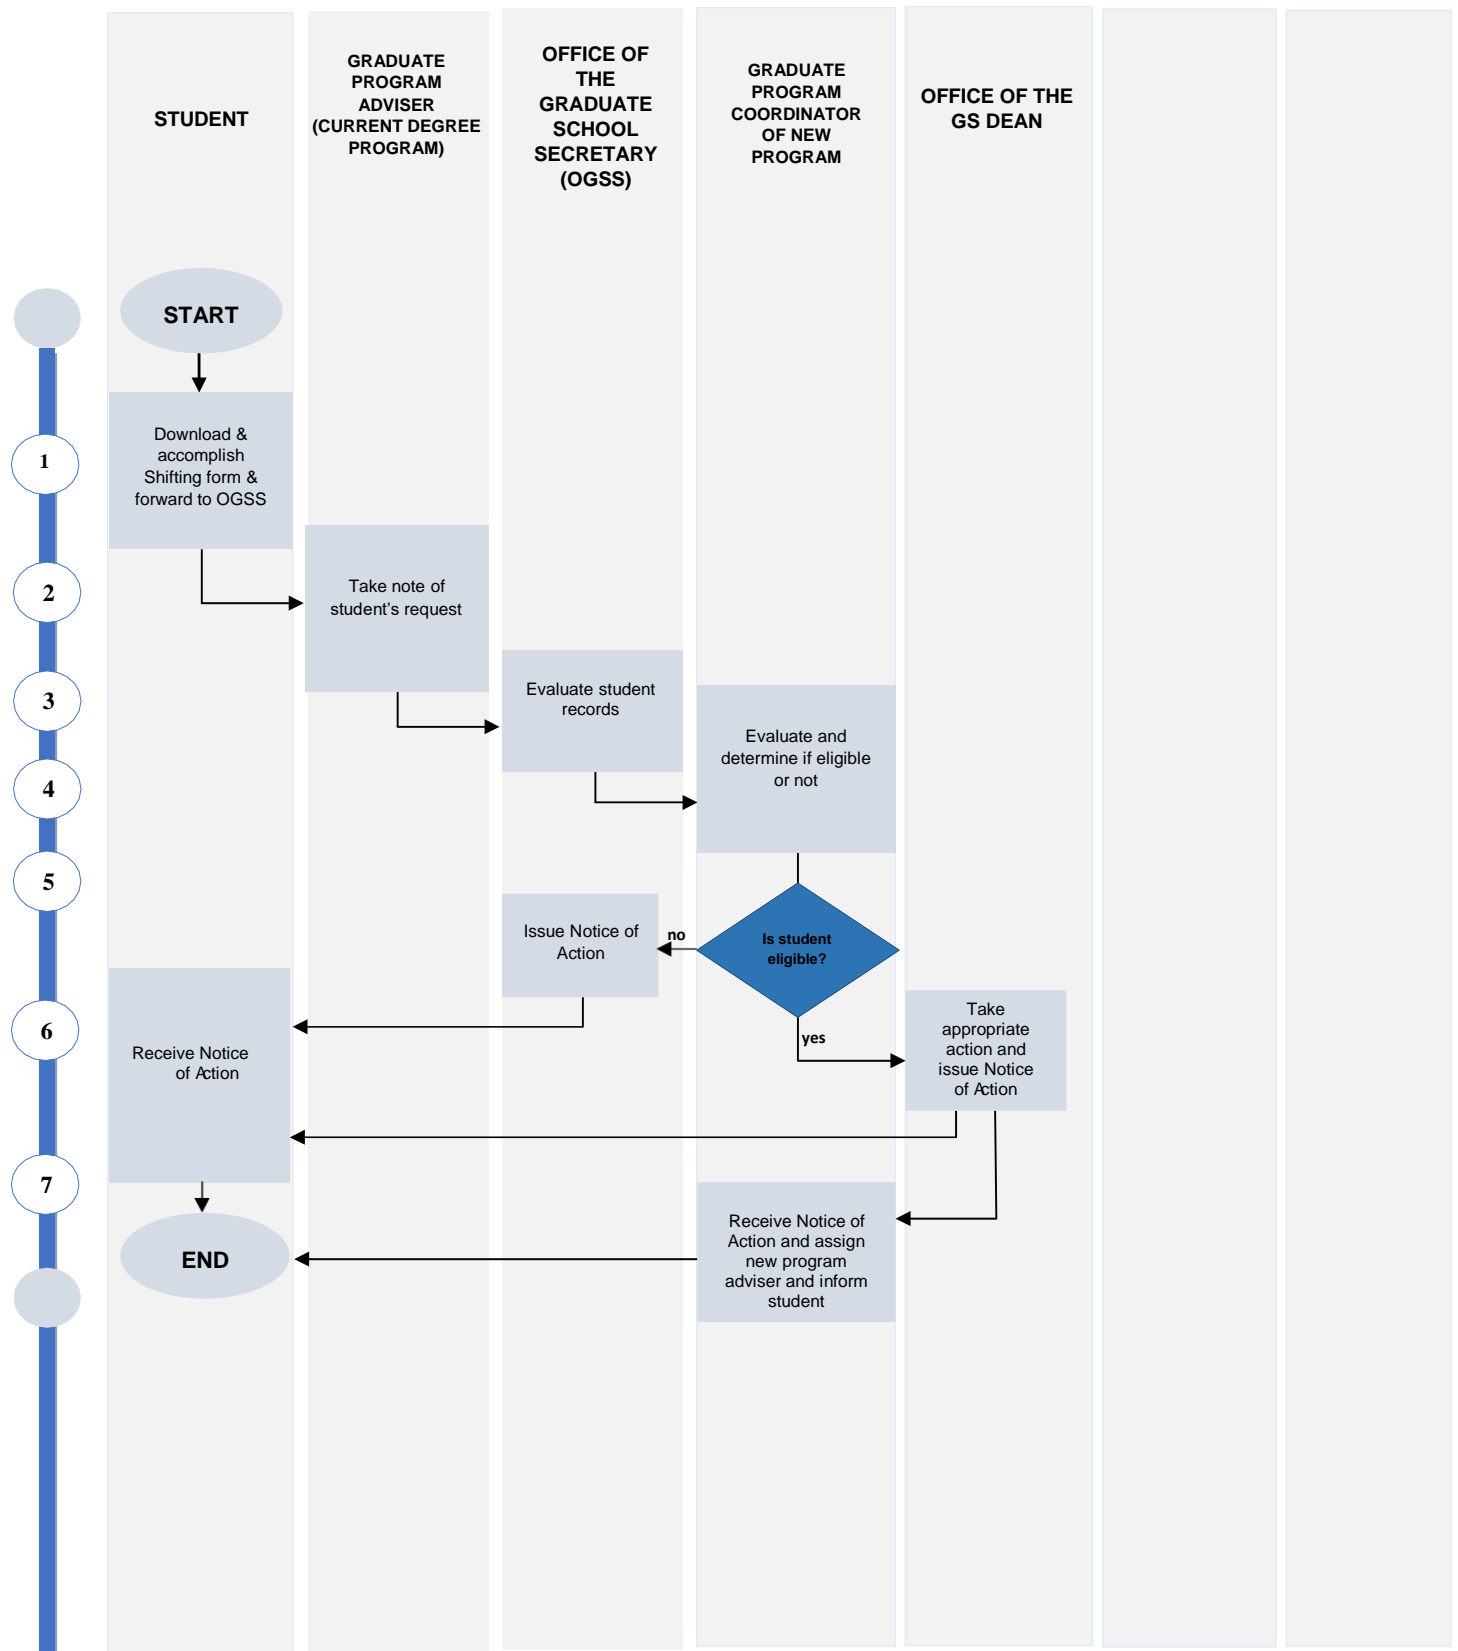 STUDENT
GRADUATE
PROGRAM
ADVISER
(CURRENT DEGREE
PROGRAM)
OFFICE OF
THE
GRADUATE
SCHOOL
SECRETARY
(OGSS)
GRADUATE
PROGRAM
COORDINATOR
OF NEW
PROGRAM
OFFICE OF THE
GS DEAN
START
1
Download &
accomplish
Shifting form &
forward to OGSS
2
Take note of
student's request
3
Evaluate student
records
4
Evaluate and
determine if eligible
or not
5
Issue Notice of
Action
no
Is student
eligible?
yes
6
Take
appropriate
action and
issue Notice
of Action
Receive Notice
of Action
7
Receive Notice of
Action and assign
new program
adviser and inform
student
END